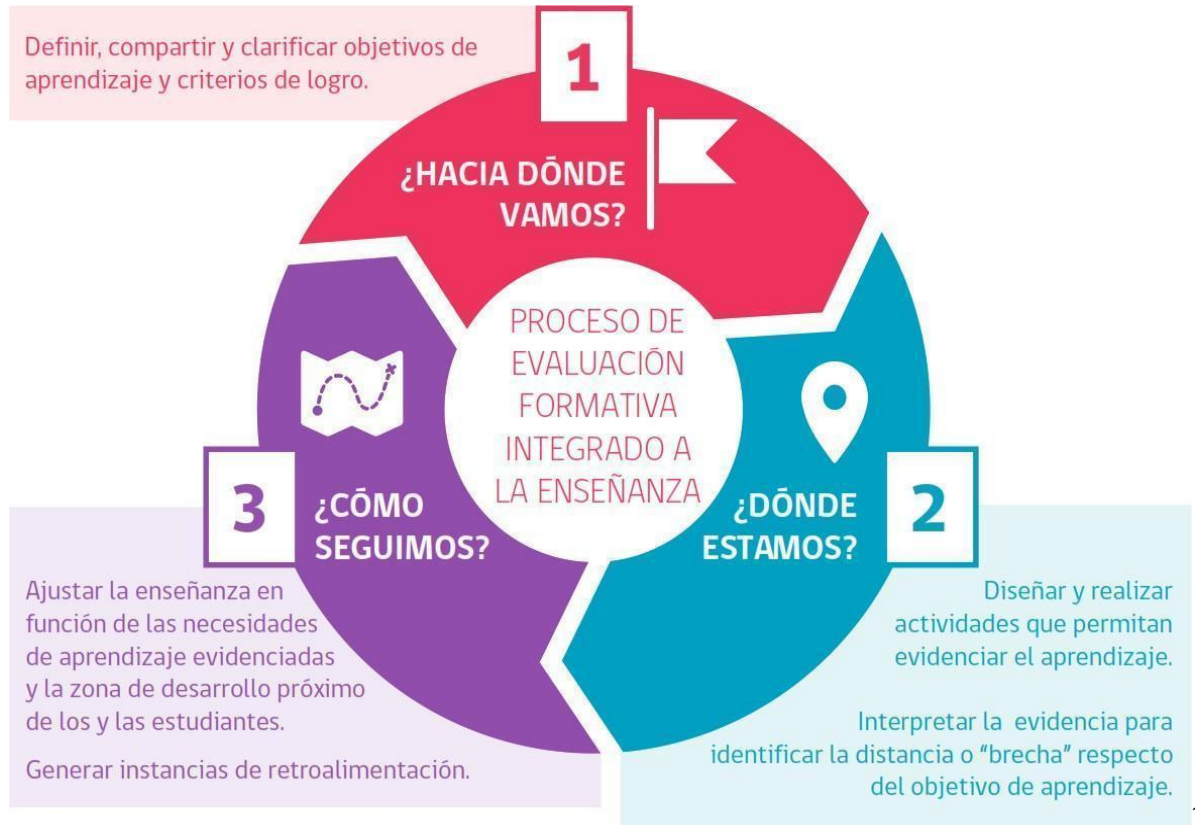 Definir, compartir y clarificar objetivos de
aprendizaje y criterios de logro.
1
¿HACIA DÓNDE
VAMOS?
PROCESO DE
EVALUACIÓN
FORMATIVA
INTEGRADO A
LA ENSEÑANZA
2
¿DÓNDE
ESTAMOS?
Diseñar y realizar
actividades que permitan
evidenciar el aprendizaje.
Interpretar la evidencia para
identificar la distancia o “brecha” respecto
del objetivo de aprendizaje.
3
¿CÓMO
SEGUIMOS?
Ajustar la enseñanza en
función de las necesidades
de aprendizaje evidenciadas
y la zona de desarrollo próximo
de los y las estudiantes.
Generar instancias de retroalimentación.